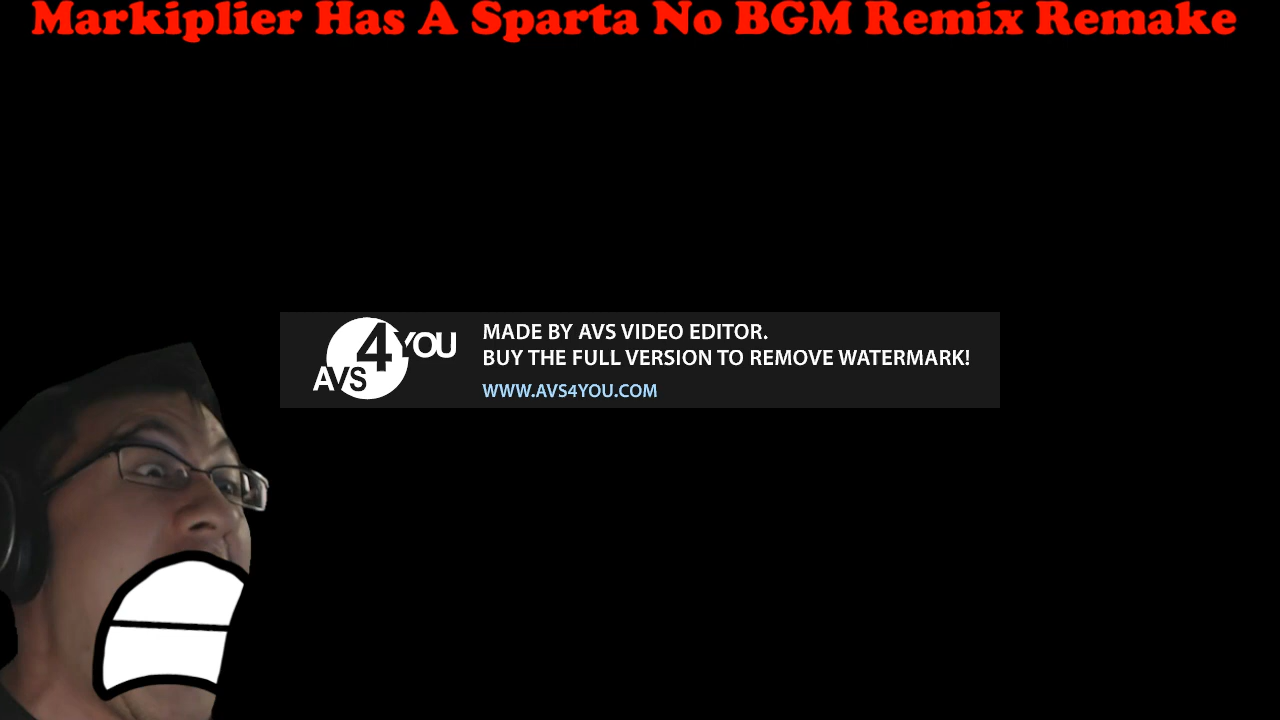 Markiplier Has A Sparta No BGM Remix Remake
AVS4YOU
MADE BY AVS VIDEO EDITOR.
BUY THE FULL VERSION TO REMOVE WATERMARK!
WWW.AVS4YOU.COM